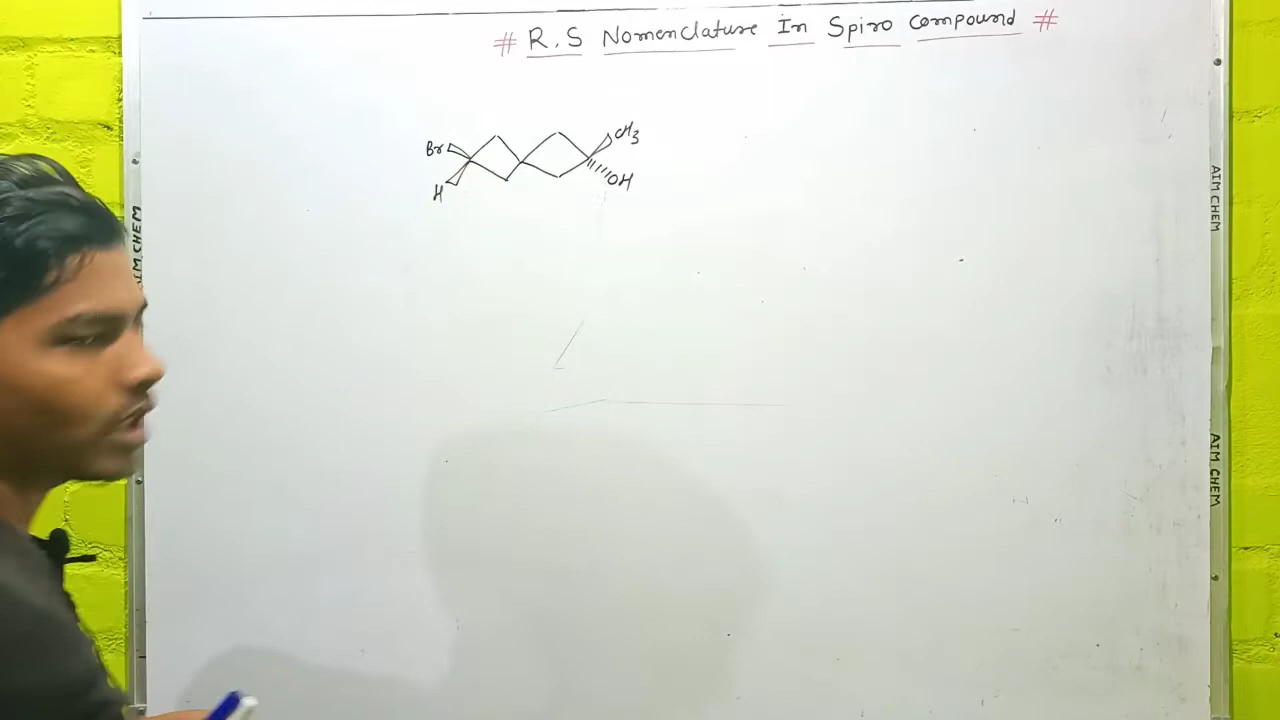 # R.S Nomenclature In Spiro Compound #
Br CH3
H OH
AIM CHEM
AIM CHEM
AIM CHEM